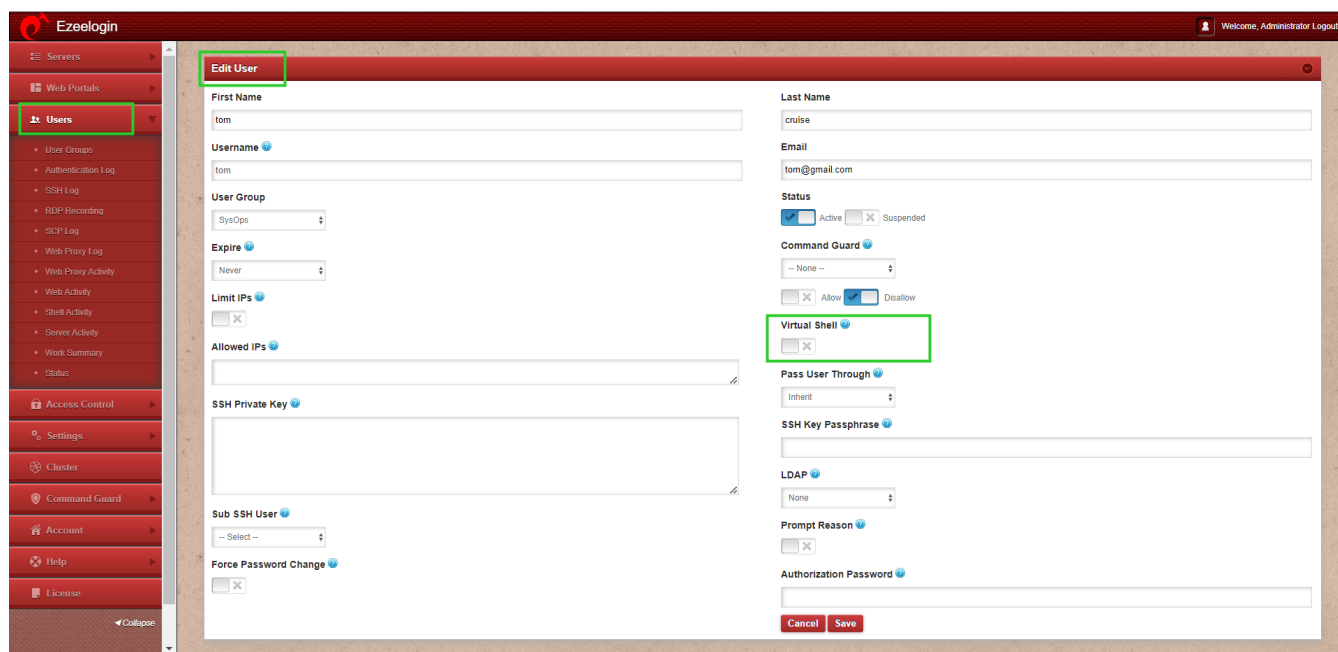 Ezeelogin
Welcome, Administrator Logout
Servers
Web Portals
Users
User Groups
Authentication Log
SSH Log
RDP Recording
SCP Log
Web Proxy Log
Web Proxy Activity
Web Activity
Shell Activity
Server Activity
Work Summary
Status
Access Control
Settings
Cluster
Command Guard
Account
Help
License
Collapse
Edit User
First Name
tom
Username
tom
User Group
SysOps
Expire
Never
Limit IPs
Allowed IPs
SSH Private Key
Sub SSH User
-- Select --
Force Password Change
Last Name
cruise
Email
tom@gmail.com
Status
Active Suspended
Command Guard
-- None --
Allow Disallow
Virtual Shell
Pass User Through
Inherit
SSH Key Passphrase
LDAP
None
Prompt Reason
Authorization Password
Cancel Save